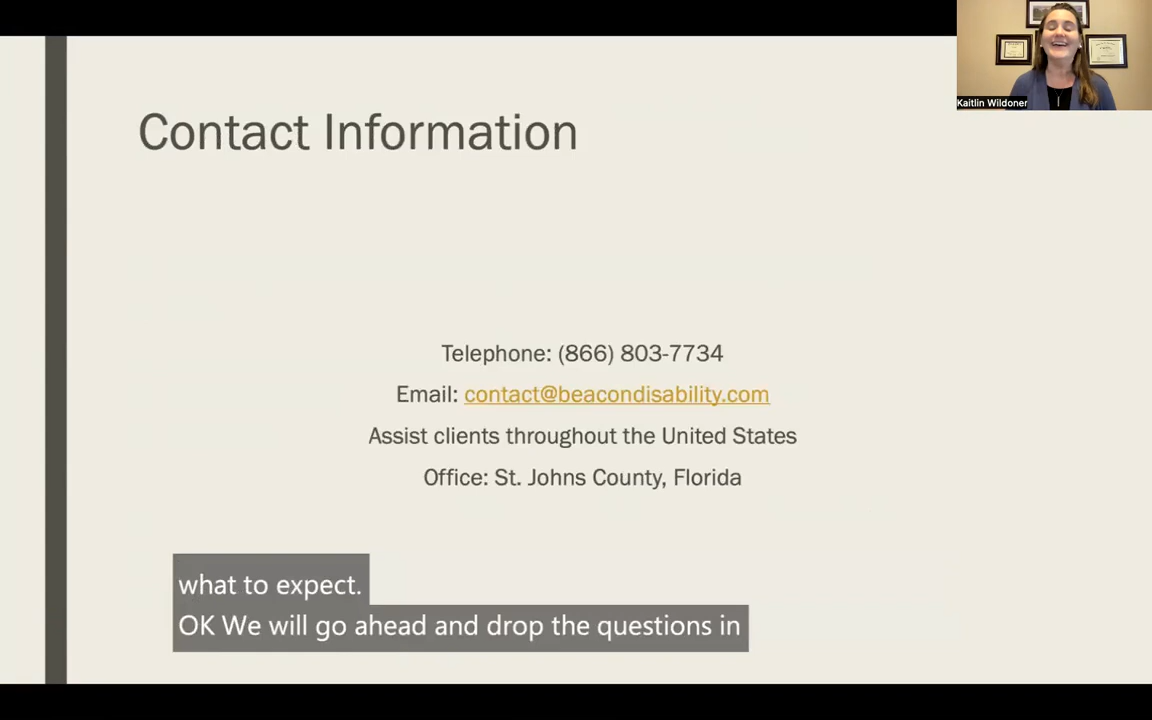 Kaitlin Wildoner
Contact Information
Telephone: (866) 803-7734
Email: contact@beacondisability.com
Assist clients throughout the United States
Office: St. Johns County, Florida
what to expect.
OK We will go ahead and drop the questions in